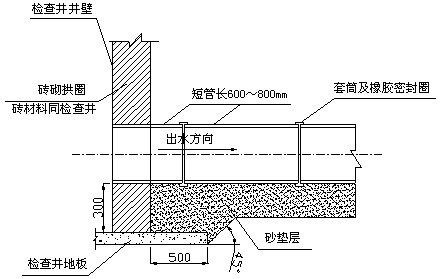 检查井井壁
砖砌拱圈
砖材料同检查井
短管长600～800mm
套筒及橡胶密封圈
出水方向
300
500
45°
砂垫层
检查井地板